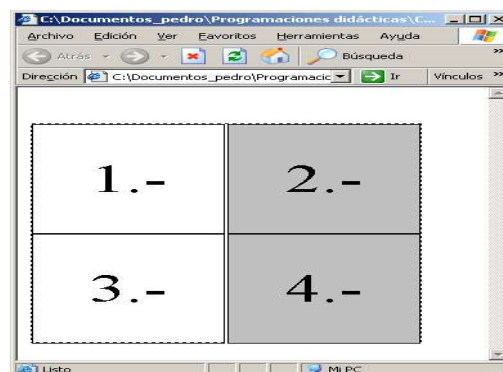 C:\Documentos_pedro\Programaciones didácticas\C...
Archivo Edición Ver Favoritos Herramientas Ayuda
Atrás Búsqueda »
Dirección C:\Documentos_pedro\Programacic Ir Vínculos »
1.- 2.-
3.- 4.-
Listo Mi PC